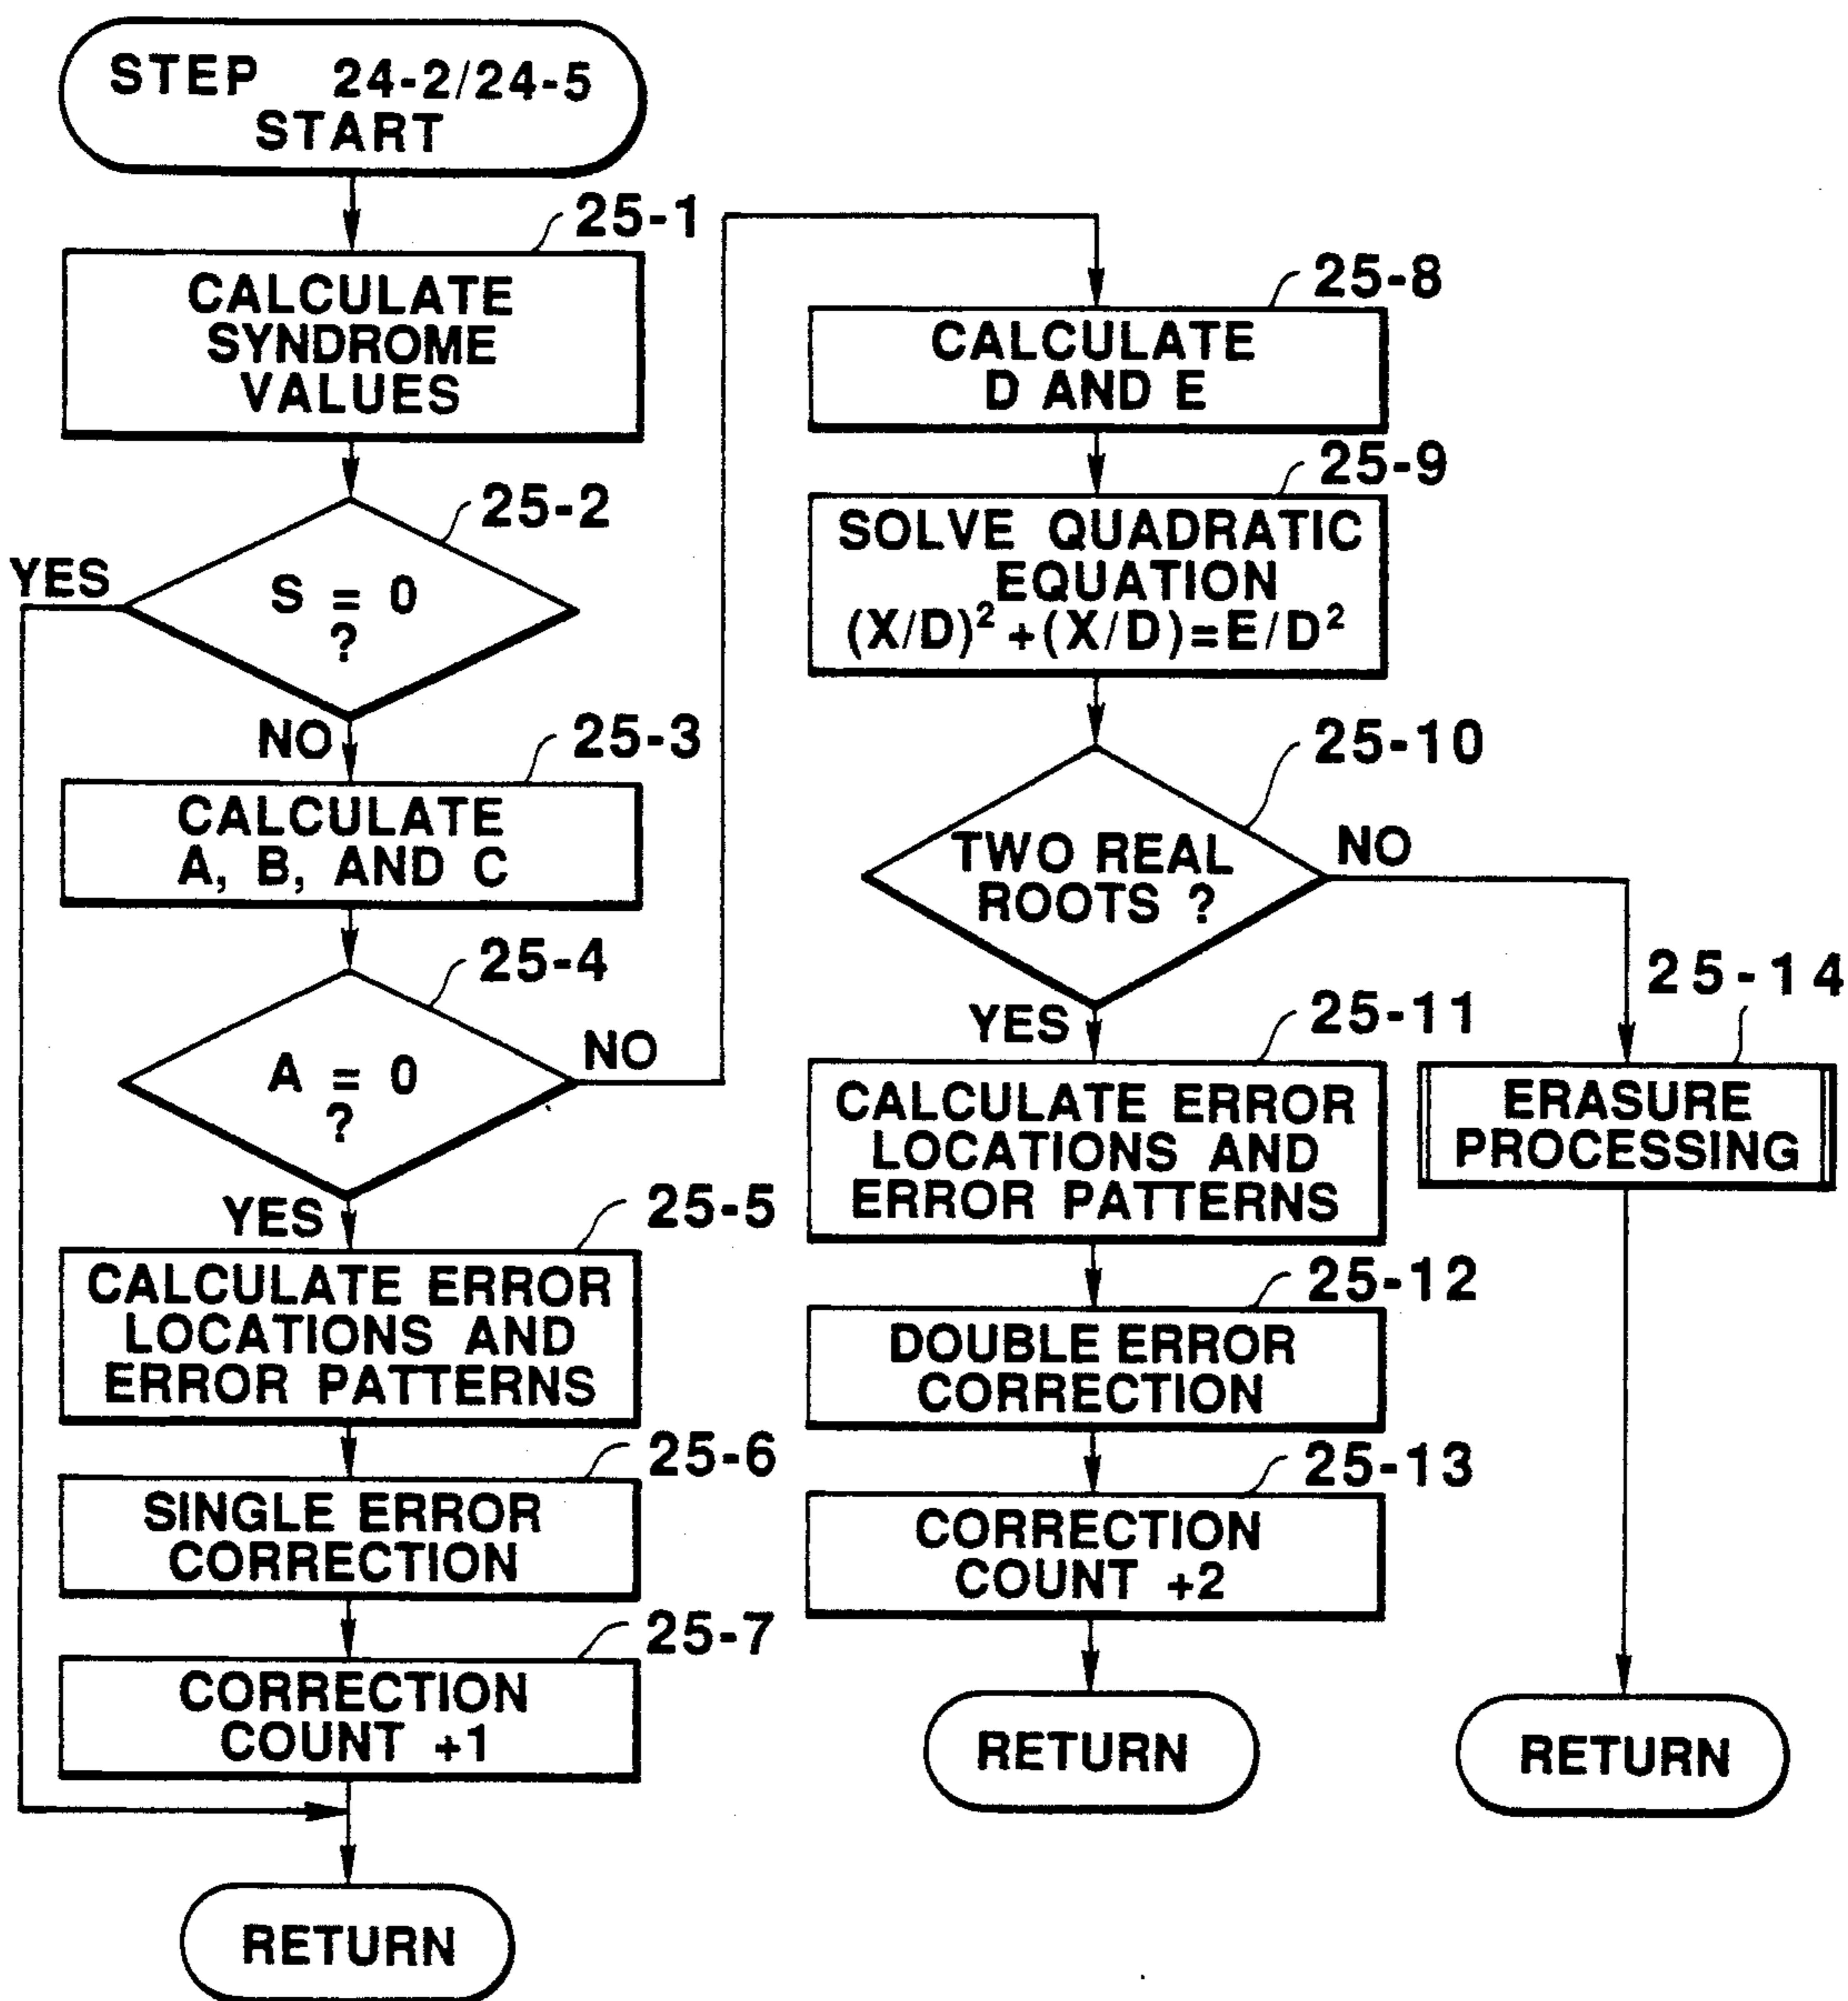 STEP 24-2/24-5
START
25-1
CALCULATE
SYNDROME
VALUES
25-2
S = 0
?
YES
NO
25-3
CALCULATE
A, B, AND C
25-4
A = 0
?
NO
YES
25-5
CALCULATE ERROR
LOCATIONS AND
ERROR PATTERNS
25-6
SINGLE ERROR
CORRECTION
25-7
CORRECTION
COUNT +1
RETURN
25-8
CALCULATE
D AND E
25-9
SOLVE QUADRATIC
EQUATION
(X/D)²+(X/D)=E/D²
25-10
TWO REAL
ROOTS ?
NO
YES
25-11
CALCULATE ERROR
LOCATIONS AND
ERROR PATTERNS
25-12
DOUBLE ERROR
CORRECTION
25-13
CORRECTION
COUNT +2
RETURN
25-14
ERASURE
PROCESSING
RETURN